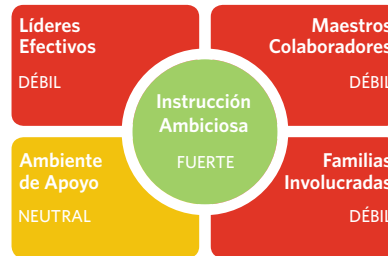 Líderes
Efectivos
DÉBIL
Maestros
Colaboradores
DÉBIL
Instrucción
Ambiciosa
FUERTE
Ambiente
de Apoyo
NEUTRAL
Familias
Involucradas
DÉBIL